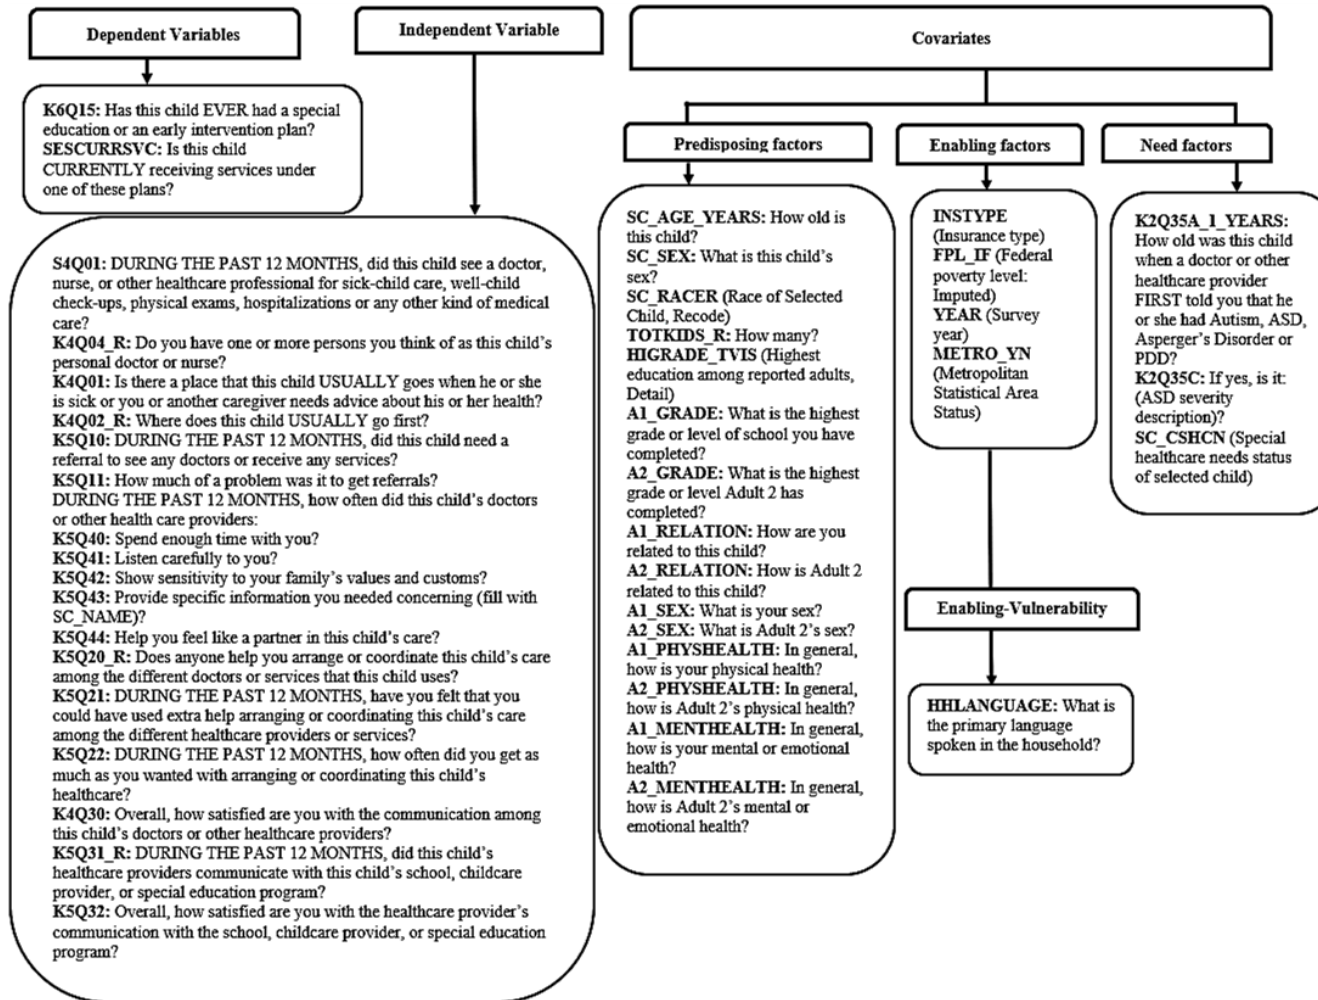 Dependent Variables
K6Q15: Has this child EVER had a special
education or an early intervention plan?
SESCURRSVC: Is this child
CURRENTLY receiving services under
one of these plans?
Independent Variable
S4Q01: DURING THE PAST 12 MONTHS, did this child see a doctor,
nurse, or other healthcare professional for sick-child care, well-child
check-ups, physical exams, hospitalizations or any other kind of medical
care?
K4Q04_R: Do you have one or more persons you think of as this child's
personal doctor or nurse?
K4Q01: Is there a place that this child USUALLY goes when he or she
is sick or you or another caregiver needs advice about his or her health?
K4Q02_R: Where does this child USUALLY go first?
K5Q10: DURING THE PAST 12 MONTHS, did this child need a
referral to see any doctors or receive any services?
K5Q11: How much of a problem was it to get referrals?
DURING THE PAST 12 MONTHS, how often did this child's doctors
or other health care providers:
K5Q40: Spend enough time with you?
K5Q41: Listen carefully to you?
K5Q42: Show sensitivity to your family's values and customs?
K5Q43: Provide specific information you needed concerning (fill with
SC_NAME)?
K5Q44: Help you feel like a partner in this child's care?
K5Q20_R: Does anyone help you arrange or coordinate this child's care
among the different doctors or services that this child uses?
K5Q21: DURING THE PAST 12 MONTHS, have you felt that you
could have used extra help arranging or coordinating this child's care
among the different healthcare providers or services?
K5Q22: DURING THE PAST 12 MONTHS, how often did you get as
much as you wanted with arranging or coordinating this child's
healthcare?
K4Q30: Overall, how satisfied are you with the communication among
this child's doctors or other healthcare providers?
K5Q31_R: DURING THE PAST 12 MONTHS, did this child's
healthcare providers communicate with this child's school, childcare
provider, or special education program?
K5Q32: Overall, how satisfied are you with the healthcare provider's
communication with the school, childcare provider, or special education
program?
Covariates
Predisposing factors
SC_AGE_YEARS: How old is
this child?
SC_SEX: What is this child's
sex?
SC_RACER (Race of Selected
Child, Recode)
TOTKIDS_R: How many?
HIGRADE_TVIS (Highest
education among reported adults,
Detail)
A1_GRADE: What is the highest
grade or level of school you have
completed?
A2_GRADE: What is the highest
grade or level Adult 2 has
completed?
A1_RELATION: How are you
related to this child?
A2_RELATION: How is Adult 2
related to this child?
A1_SEX: What is your sex?
A2_SEX: What is Adult 2's sex?
A1_PHYSHEALTH: In general,
how is your physical health?
A2_PHYSHEALTH: In general,
how is Adult 2's physical health?
A1_MENTHEALTH: In general,
how is your mental or emotional
health?
A2_MENTHEALTH: In general,
how is Adult 2's mental or
emotional health?
Enabling factors
INSTYPE
(Insurance type)
FPL_IF (Federal
poverty level:
Imputed)
YEAR (Survey
year)
METRO_YN
(Metropolitan
Statistical Area
Status)
Enabling-Vulnerability
HHLANGUAGE: What is
the primary language
spoken in the household?
Need factors
K2Q35A_1_YEARS:
How old was this child
when a doctor or other
healthcare provider
FIRST told you that he
or she had Autism, ASD,
Asperger's Disorder or
PDD?
K2Q35C: If yes, is it:
(ASD severity
description)?
SC_CSHCN (Special
healthcare needs status
of selected child)